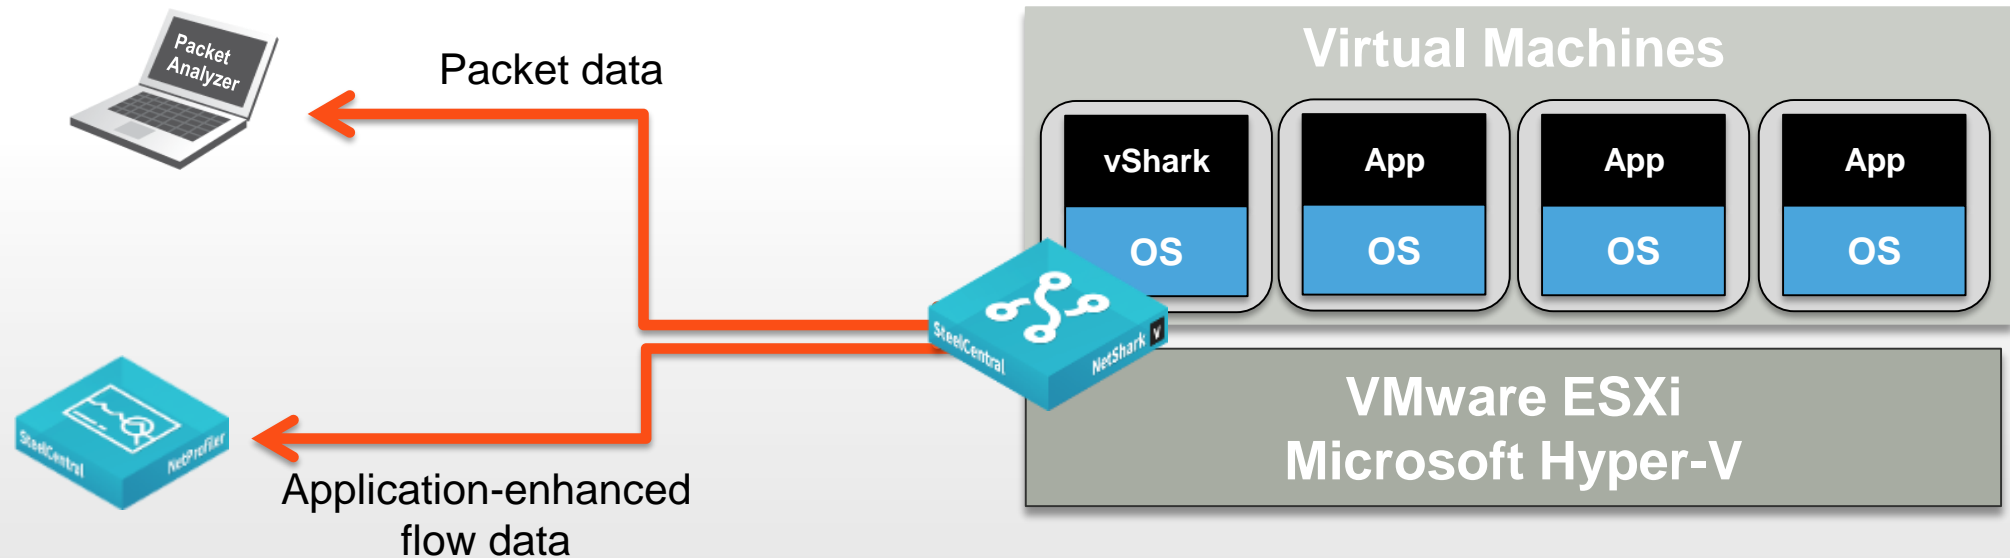 Packet
Analyzer
Packet data
Virtual Machines
vShark
App
App
App
OS
OS
OS
OS
SteelCentral
NetShark
v
VMware ESXi
Microsoft Hyper-V
SteelCentral
NetProfiler
Application-enhanced
flow data